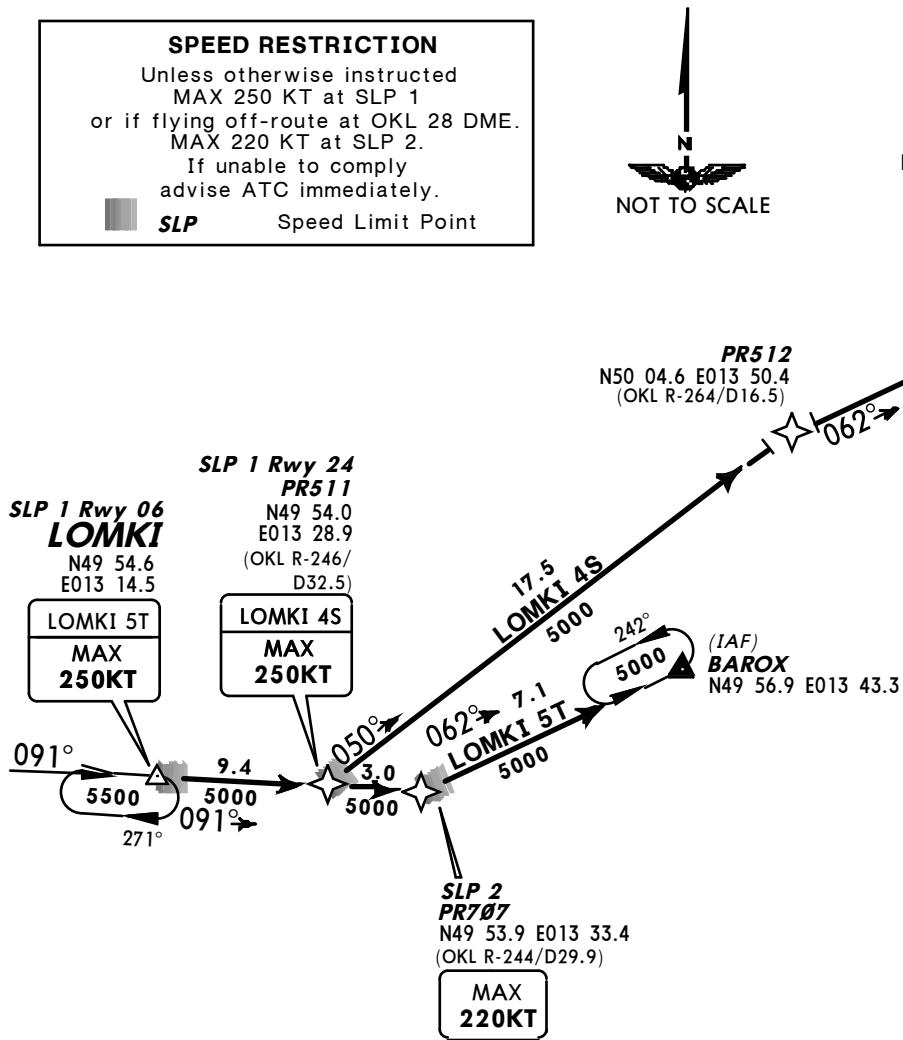 SPEED RESTRICTION
Unless otherwise instructed
MAX 250 KT at SLP 1
or if flying off-route at OKL 28 DME.
MAX 220 KT at SLP 2.
If unable to comply
advise ATC immediately.
SLP Speed Limit Point
N
NOT TO SCALE
PR512
N50 04.6 E013 50.4
(OKL R-264/D16.5)
062°
SLP 1 Rwy 24
PR511
N49 54.0
E013 28.9
(OKL R-246/
D32.5)
LOMKI 4S
MAX
250KT
SLP 1 Rwy 06
LOMKI
N49 54.6
E013 14.5
LOMKI 5T
MAX
250KT
17.5
LOMKI 4S
5000
050°
242°
5000
(IAF)
BAROX
N49 56.9 E013 43.3
062°
7.1
LOMKI 5T
5000
091°
5500
271°
9.4
5000
091°
3.0
5000
SLP 2
PR7Ø7
N49 53.9 E013 33.4
(OKL R-244/D29.9)
MAX
220KT